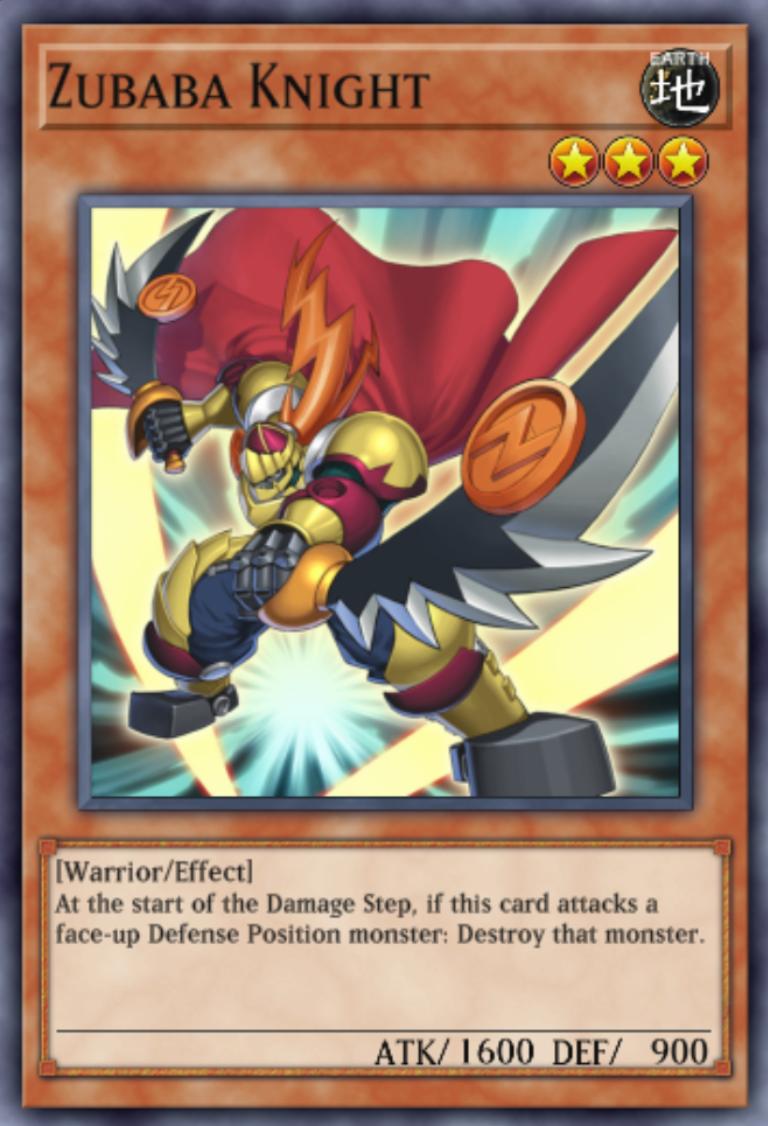 Zubaba Knight
EARTH
地
[Warrior/Effect]
At the start of the Damage Step, if this card attacks a
face-up Defense Position monster: Destroy that monster.
ATK/ 1600 DEF/ 900